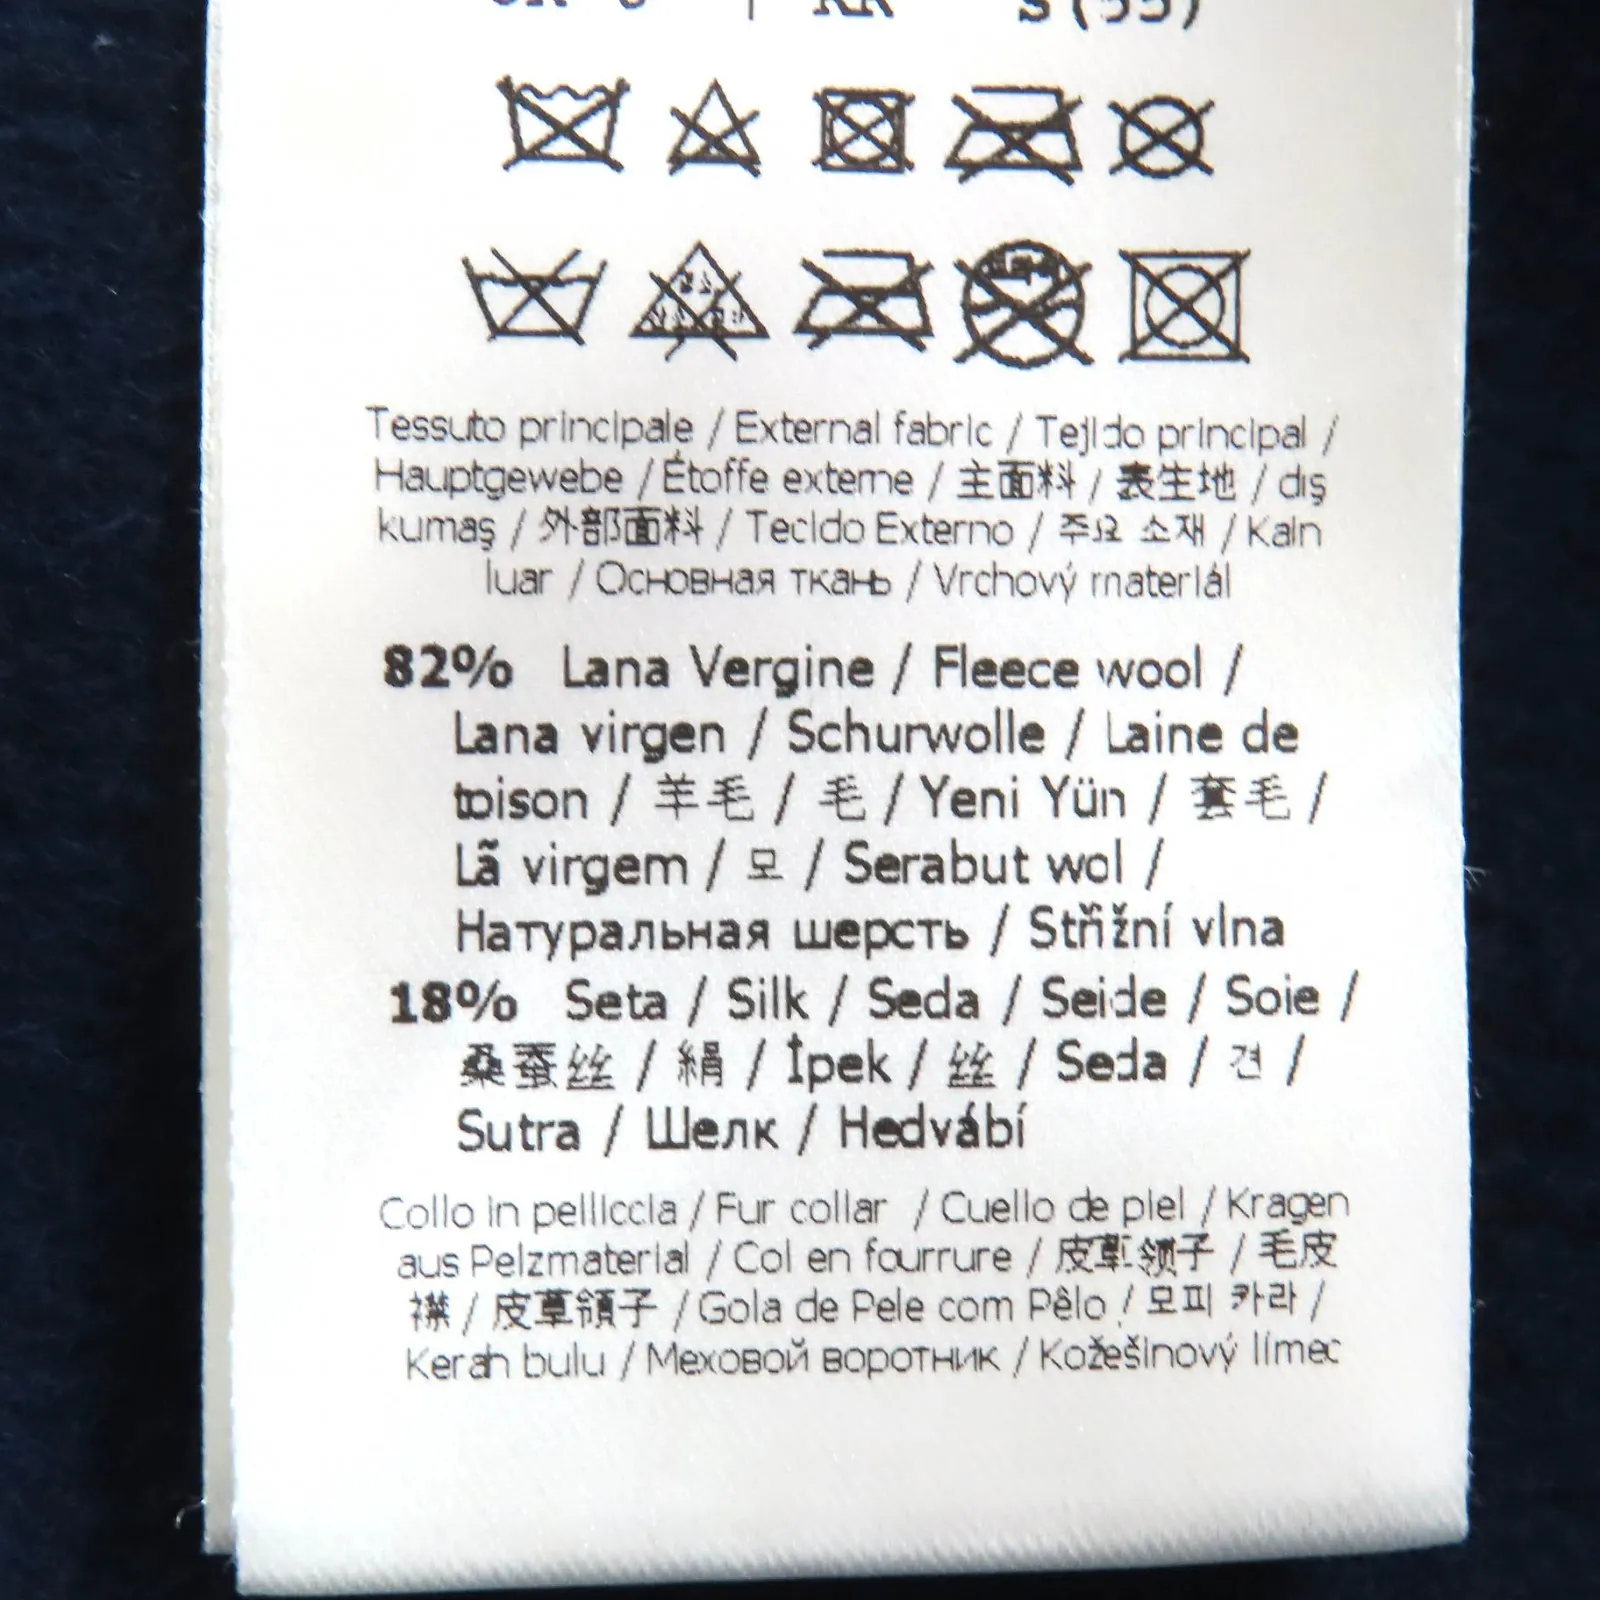 KR S(55)
Tessuto principale / External fabric / Tejido principal /
Hauptgewebe / Étoffe externe / 主面料 / 表生地 / dış
kumaş / 外部面料 / Tecido Externo / 주요 소재 / Kain
luar / Основная ткань / Vrchový materiál
82% Lana Vergine / Fleece wool /
Lana virgen / Schurwolle / Laine de
toison / 羊毛 / 毛 / Yeni Yün / 套毛 /
Lã virgem / 모 / Serabut wol /
Натуральная шерсть / Střižní vlna
18% Seta / Silk / Seda / Seide / Soie /
桑蚕丝 / 絹 / İpek / 丝 / Seda / 견 /
Sutra / Шелк / Hedvábí
Collo in pelliccia / Fur collar / Cuello de piel / Kragen
aus Pelzmaterial / Col en fourrure / 皮草领子 / 毛皮
襟 / 皮草領子 / Gola de Pele com Pêlo / 모피 카라 /
Kerah bulu / Меховой воротник / Kožešinový límec